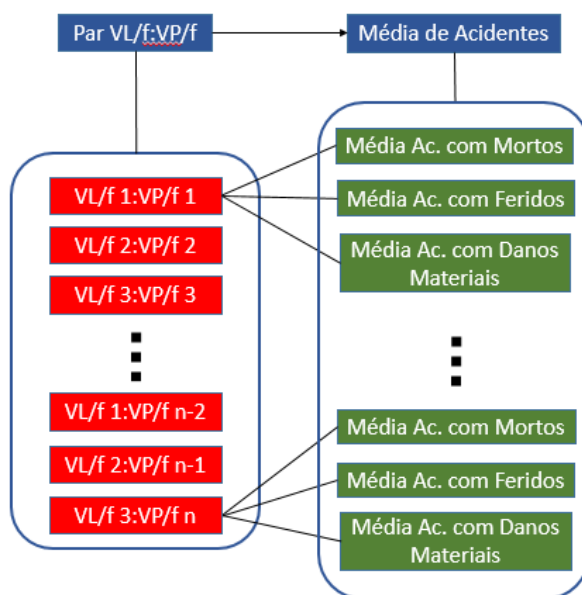 Par VL/f:VP/f
Média de Acidentes
VL/f 1:VP/f 1
VL/f 2:VP/f 2
VL/f 3:VP/f 3
VL/f 1:VP/f n-2
VL/f 2:VP/f n-1
VL/f 3:VP/f n
Média Ac. com Mortos
Média Ac. com Feridos
Média Ac. com Danos
Materiais
Média Ac. com Mortos
Média Ac. com Feridos
Média Ac. com Danos
Materiais